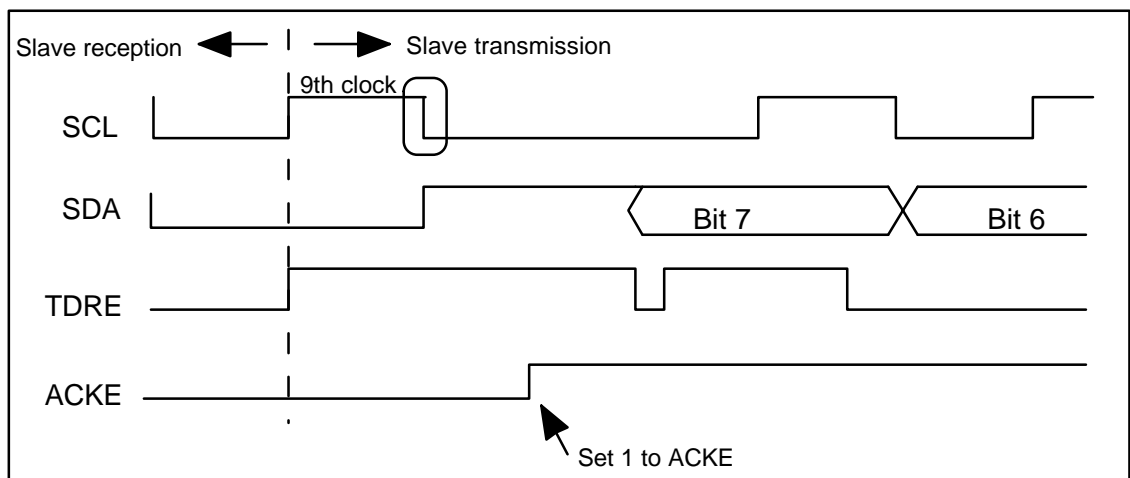 Slave reception
Slave transmission
9th clock
SCL
SDA
Bit 7
Bit 6
TDRE
ACKE
Set 1 to ACKE